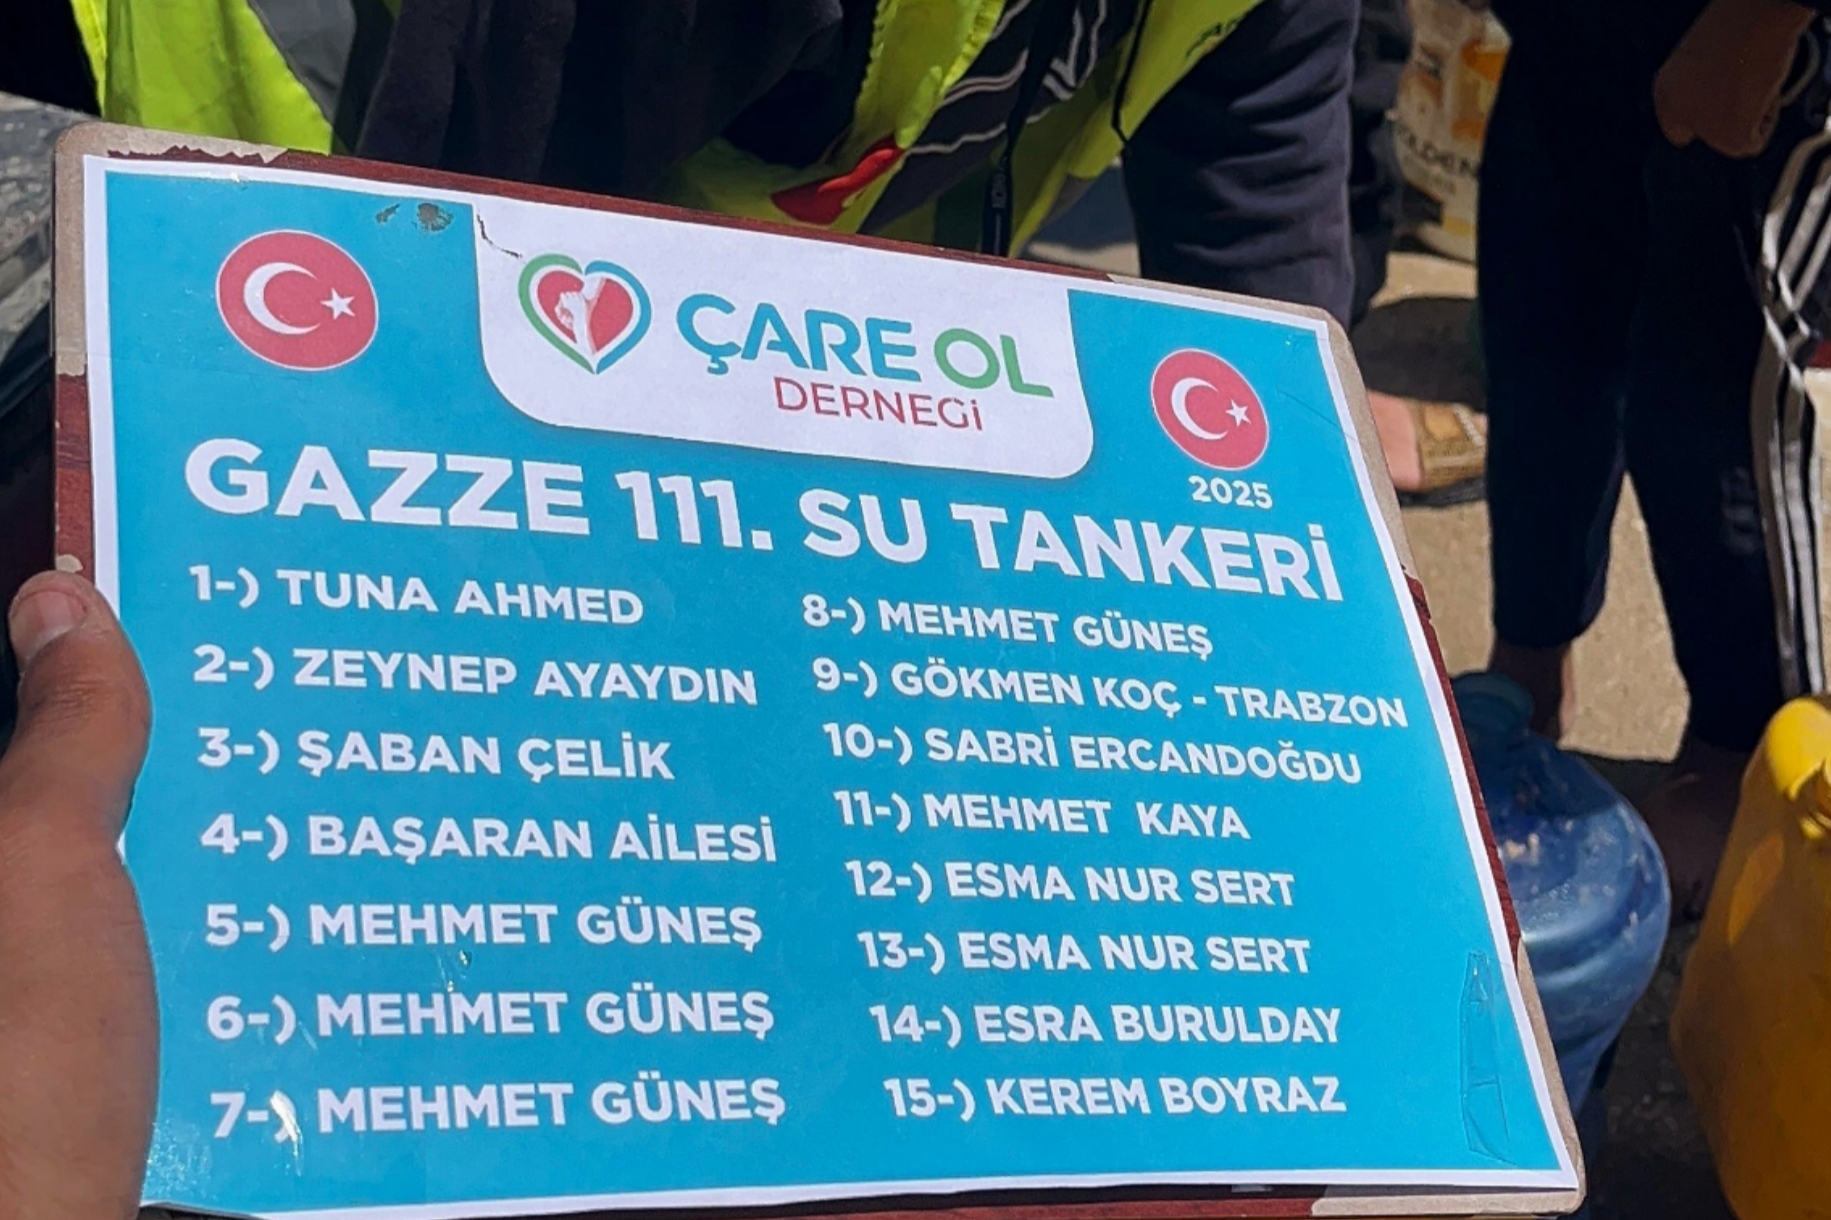 ÇARE OL
DERNEĞİ
2025
GAZZE 111. SU TANKERİ
1-) TUNA AHMED
2-) ZEYNEP AYAYDIN
3-) ŞABAN ÇELİK
4-) BAŞARAN AİLESİ
5-) MEHMET GÜNEŞ
6-) MEHMET GÜNEŞ
7-) MEHMET GÜNEŞ
8-) MEHMET GÜNEŞ
9-) GÖKMEN KOÇ - TRABZON
10-) SABRİ ERCANDOĞDU
11-) MEHMET KAYA
12-) ESMA NUR SERT
13-) ESMA NUR SERT
14-) ESRA BURULDAY
15-) KEREM BOYRAZ